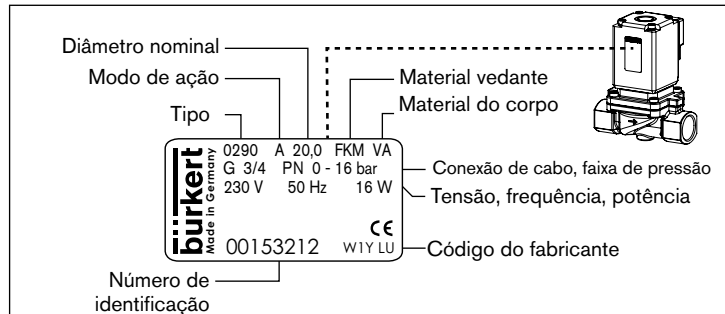 Diâmetro nominal
Modo de ação
Tipo
Material vedante
Material do corpo
bürkert
Made in Germany
0290 A 20,0 FKM VA
G 3/4 PN 0 - 16 bar
230 V 50 Hz 16 W
CE
00153212 W1Y LU
Conexão de cabo, faixa de pressão
Tensão, frequência, potência
Código do fabricante
Número de
identificação